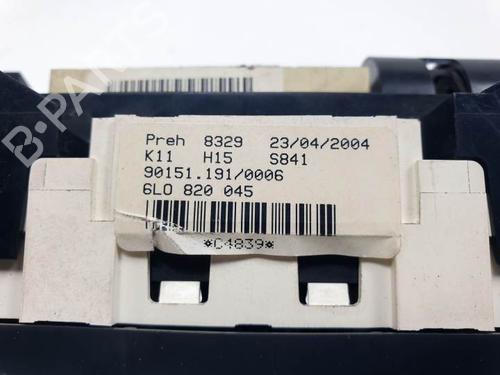 Preh 8329 23/04/2004
K11 H15 S841
90151.191/0006
6L0 820 045
*C4839*
B-PARTS